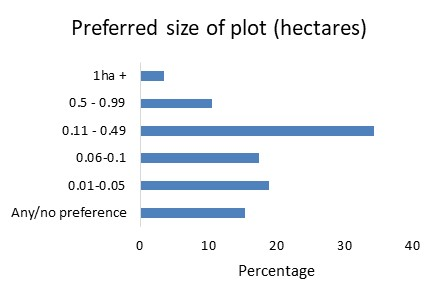 Preferred size of plot (hectares)
1ha +
0.5 - 0.99
0.11 - 0.49
0.06-0.1
0.01-0.05
Any/no preference
0 10 20 30 40
Percentage